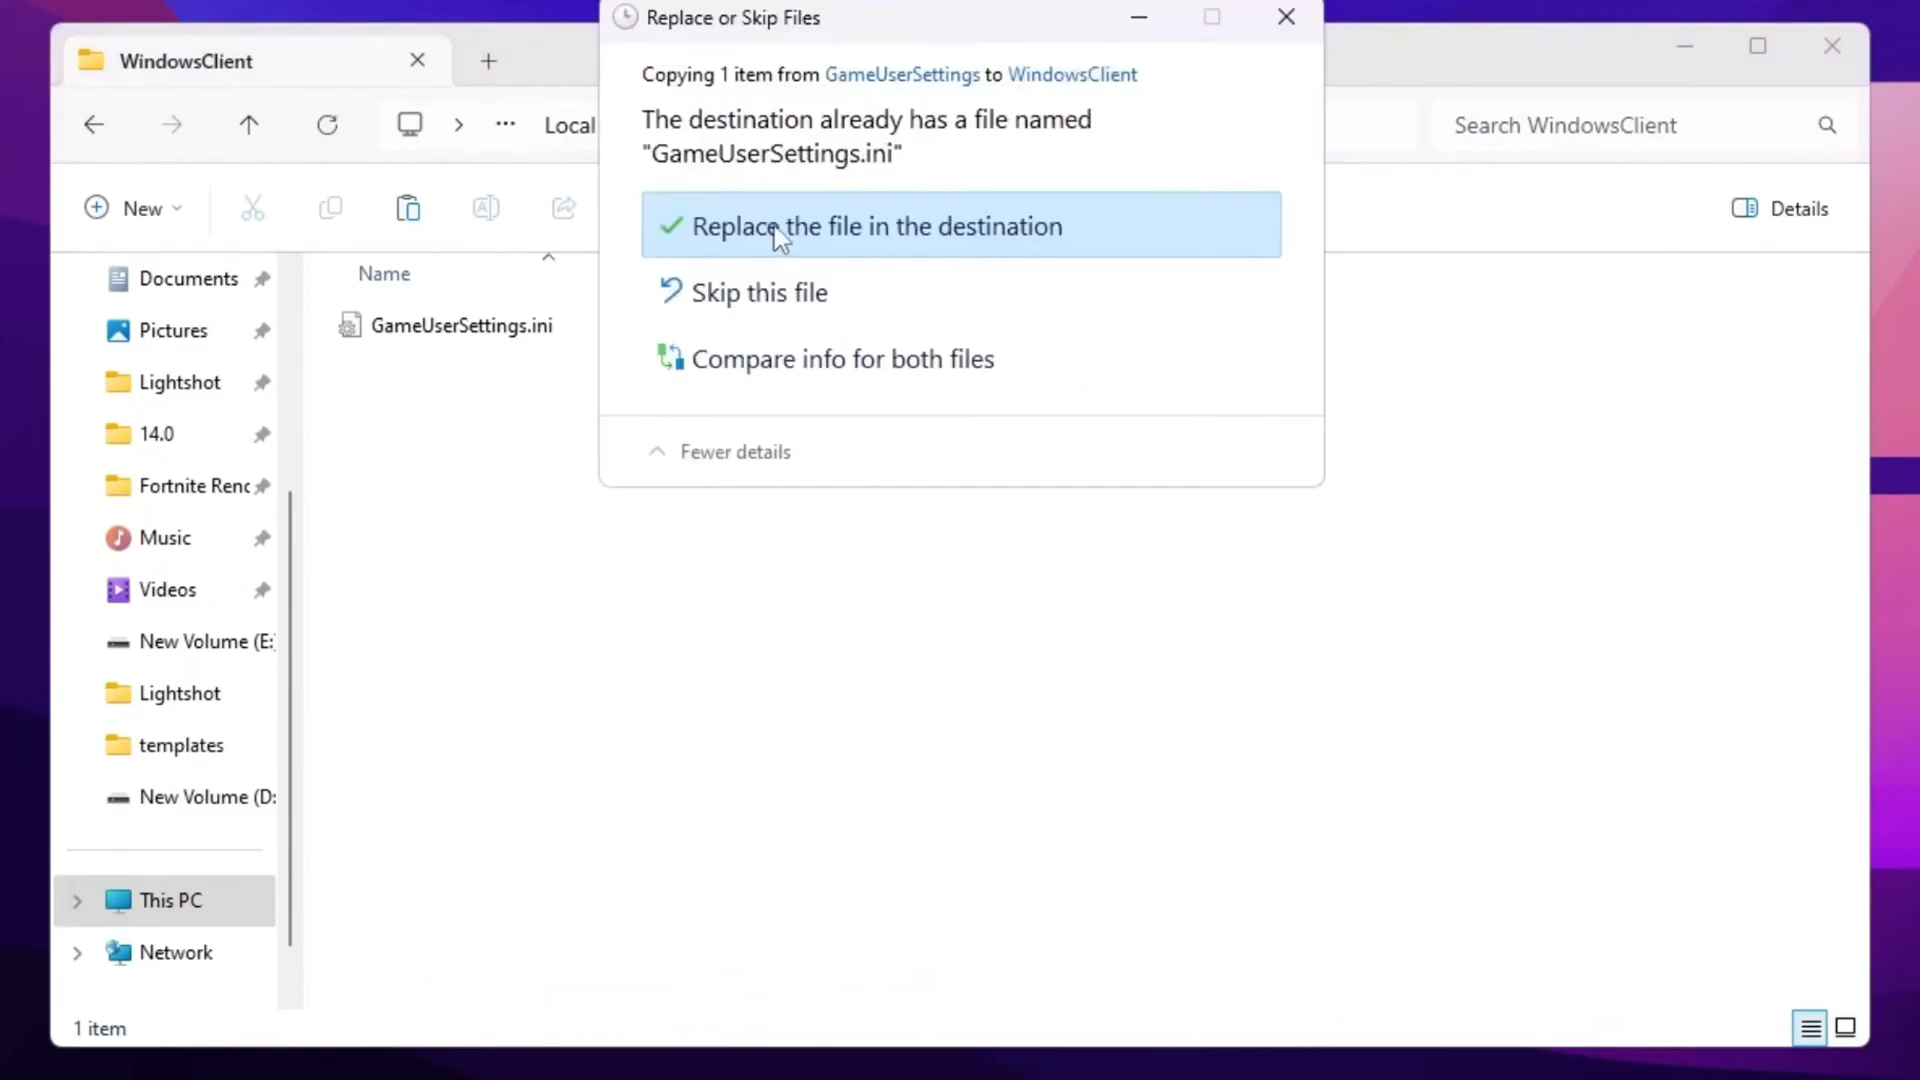 Replace or Skip Files
WindowsClient
Copying 1 item from GameUserSettings to WindowsClient
The destination already has a file named
"GameUserSettings.ini"
Local
Search WindowsClient
New
Details
Replace the file in the destination
Skip this file
Compare info for both files
Fewer details
Name
GameUserSettings.ini
Documents
Pictures
Lightshot
14.0
Fortnite Renc
Music
Videos
New Volume (E:)
Lightshot
templates
New Volume (D:
This PC
Network
1 item